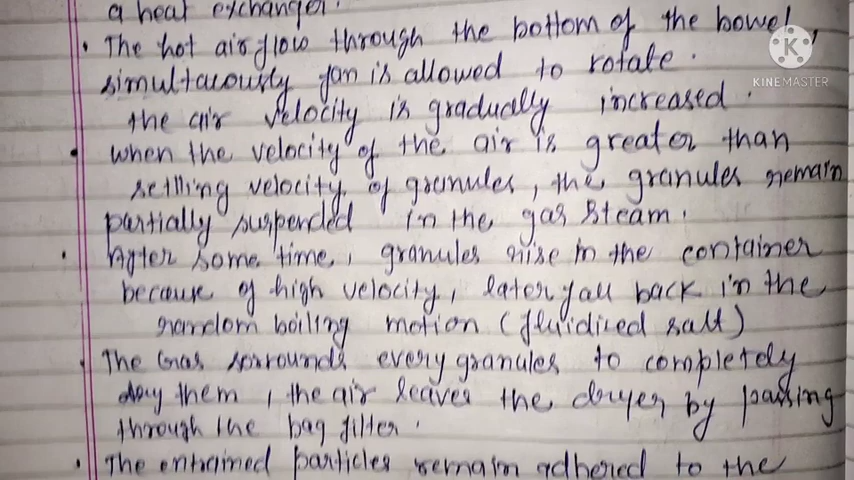 a heat exchanger.
• The hot air flow through the bottom of the bowel,
simultaously fan is allowed to rotate.
the air velocity is gradually increased.
• when the velocity of the air is greater than
settling velocity of granules, the granules remain
partially suspended in the gas steam.
• After some time, granules rise in the container
because of high velocity, later fall back in the
random boiling motion (fluidized salt)
• The Gas sorrounds every granules to completely
dry them, the air leaves the dryer by passing
through the bag filter.
• The entrained particles remain adhered to the
KINEMASTER